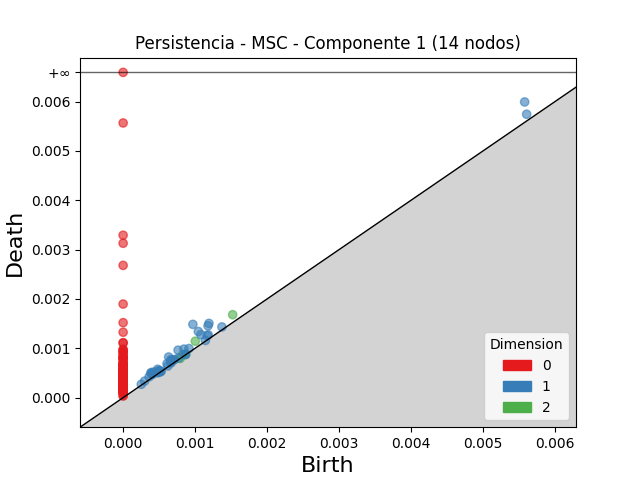 Persistencia - MSC - Componente 1 (14 nodos)
+∞
0.006
0.005
0.004
0.003
0.002
0.001
0.000
Death
Dimension
0
1
2
0.000 0.001 0.002 0.003 0.004 0.005 0.006
Birth